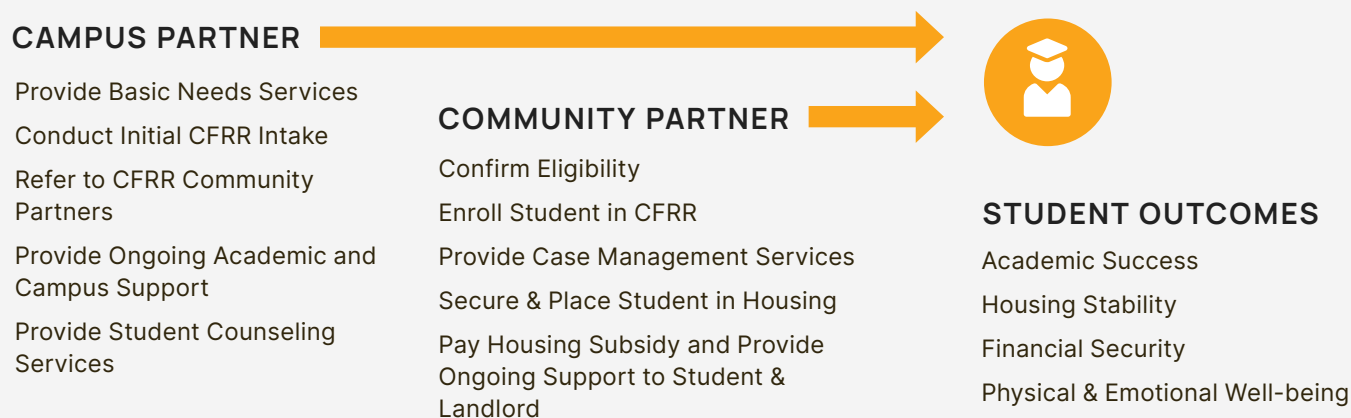 CAMPUS PARTNER
Provide Basic Needs Services
Conduct Initial CFRR Intake
Refer to CFRR Community
Partners
Provide Ongoing Academic and
Campus Support
Provide Student Counseling
Services
COMMUNITY PARTNER
Confirm Eligibility
Enroll Student in CFRR
Provide Case Management Services
Secure & Place Student in Housing
Pay Housing Subsidy and Provide
Ongoing Support to Student &
Landlord
STUDENT OUTCOMES
Academic Success
Housing Stability
Financial Security
Physical & Emotional Well-being